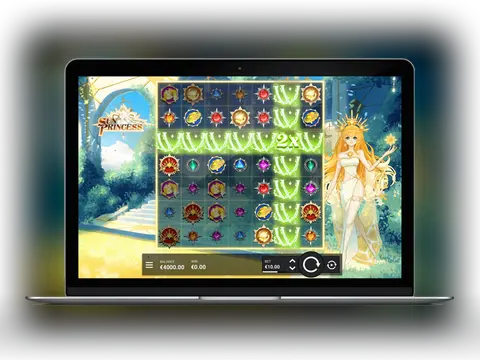 SUN
PRINCESS
2x
BALANCE
€4000.00
WIN
€0.00
BET
€10.00